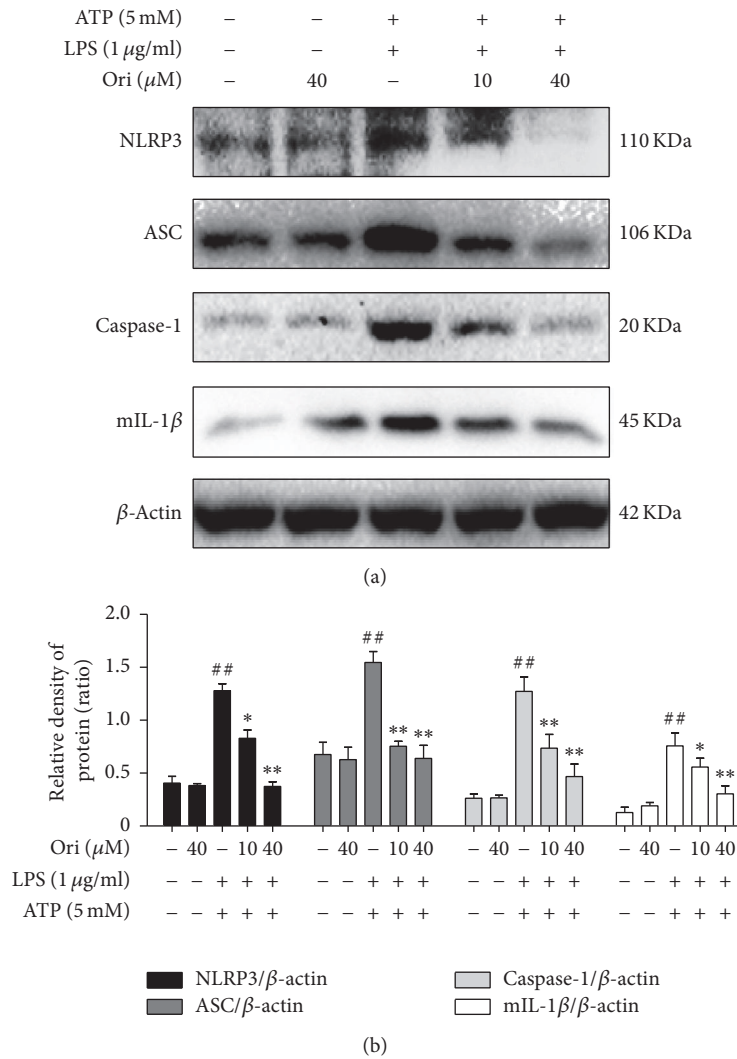 ATP (5 mM) – – + + +
LPS (1 μg/ml) – – + + +
Ori (μM) – 40 – 10 40
NLRP3 110 KDa
ASC 106 KDa
Caspase-1 20 KDa
mIL-1β 45 KDa
β-Actin 42 KDa
(a)
Relative density of
protein (ratio)
2.0
1.5
1.0
0.5
0
## * **
## ** **
## ** **
## * **
Ori (μM) – 40 – 10 40 – 40 – 10 40 – 40 – 10 40 – 40 – 10 40
LPS (1 μg/ml) – – + + + – – + + + – – + + + – – + + +
ATP (5 mM) – – + + + – – + + + – – + + + – – + + +
NLRP3/β-actin
ASC/β-actin
Caspase-1/β-actin
mIL-1β/β-actin
(b)